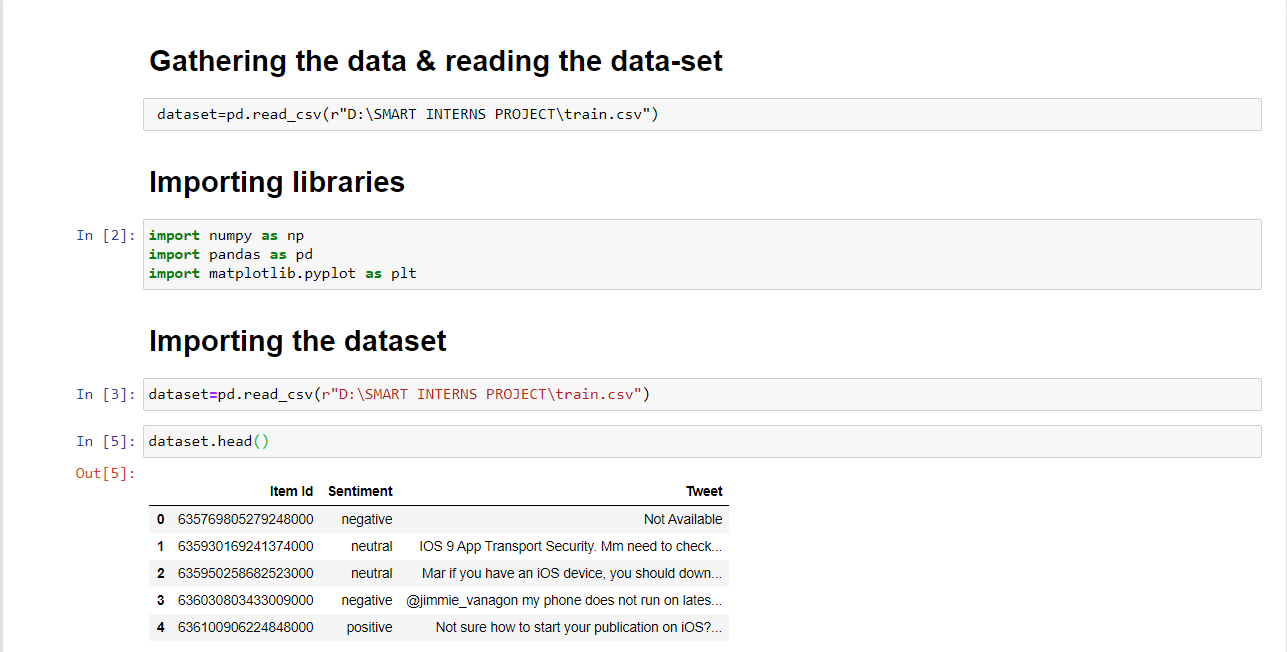 Gathering the data & reading the data-set
dataset=pd.read_csv(r"D:\SMART INTERNS PROJECT\train.csv")
Importing libraries
In [2]: import numpy as np
import pandas as pd
import matplotlib.pyplot as plt
Importing the dataset
In [3]: dataset=pd.read_csv(r"D:\SMART INTERNS PROJECT\train.csv")
In [5]: dataset.head()
Out[5]:
Item Id Sentiment Tweet
0 635769805279248000 negative Not Available
1 635930169241374000 neutral IOS 9 App Transport Security. Mm need to check...
2 635950258682523000 neutral Mar if you have an iOS device, you should down...
3 636030803433009000 negative @jimmie_vanagon my phone does not run on lates...
4 636100906224848000 positive Not sure how to start your publication on iOS?...